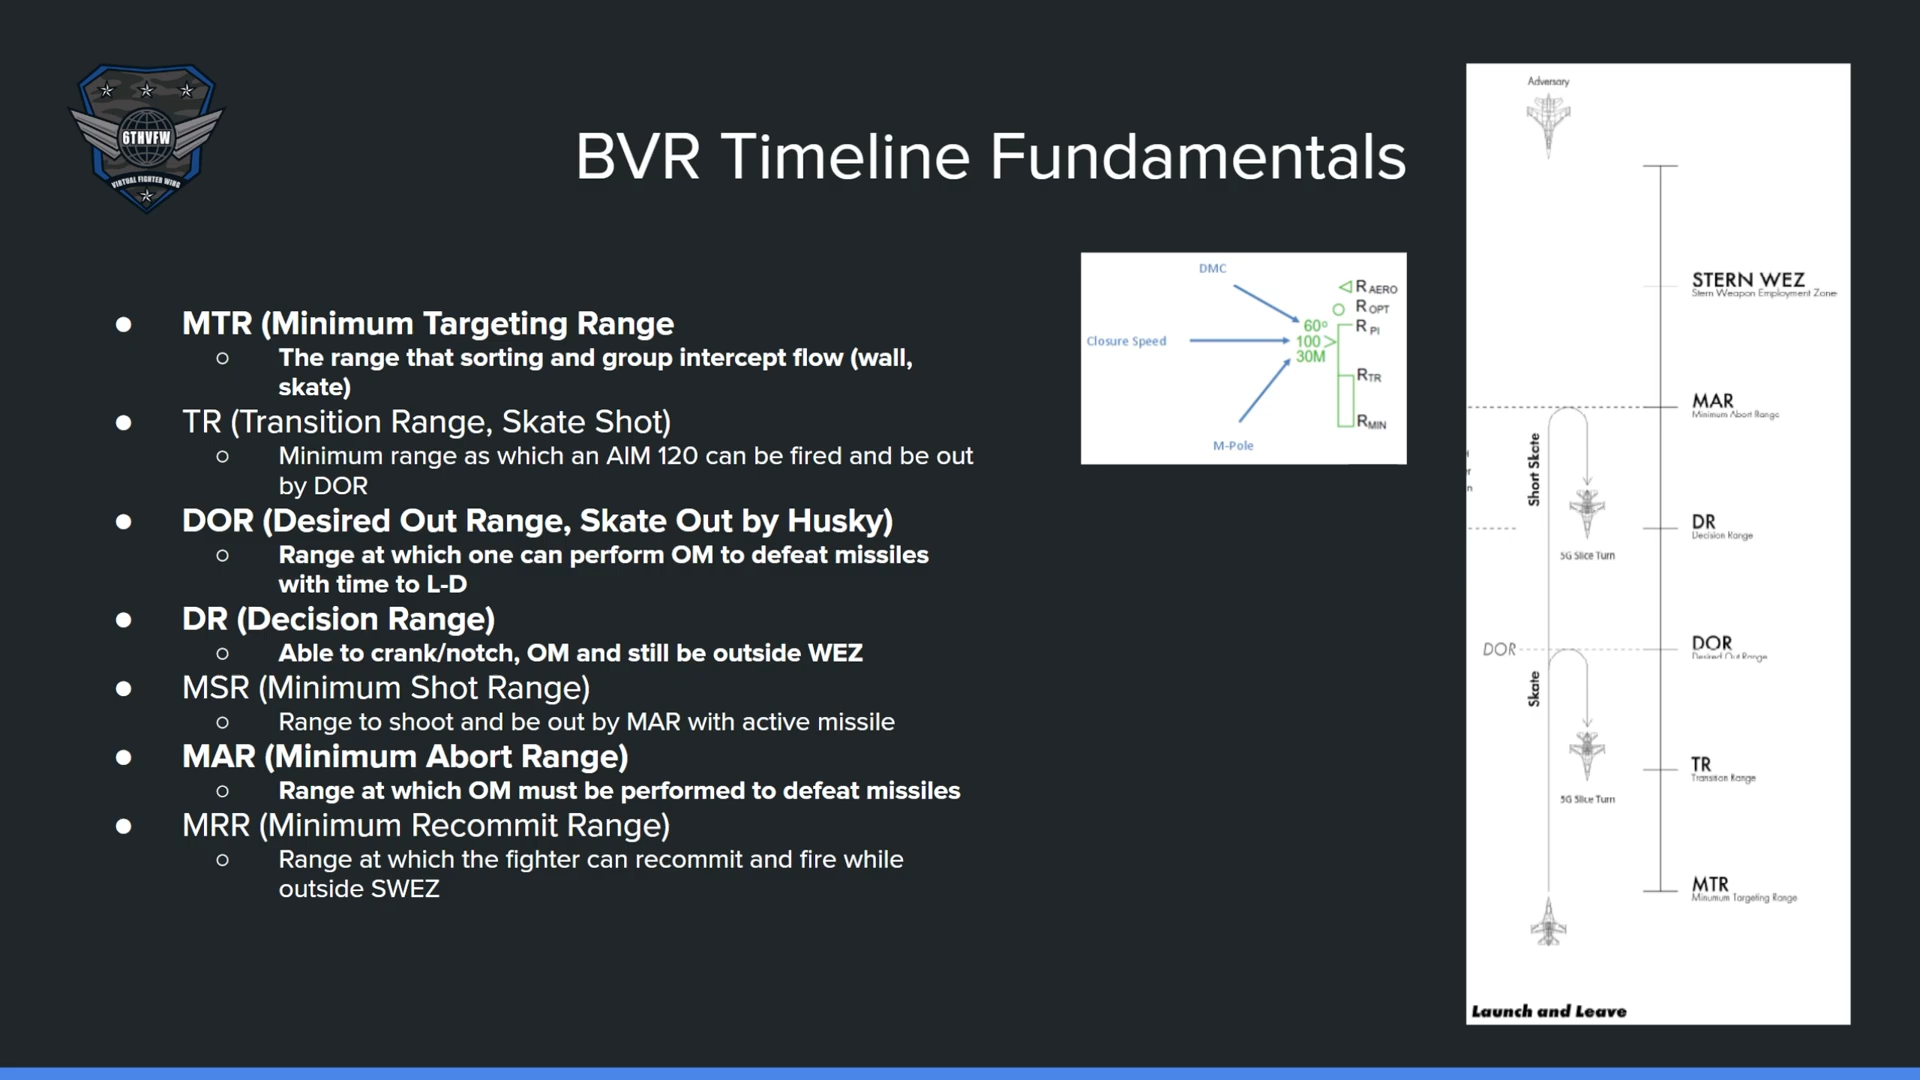 6THVFW
VIRTUAL FIGHTER WING
BVR Timeline Fundamentals
● MTR (Minimum Targeting Range
○ The range that sorting and group intercept flow (wall,
skate)
● TR (Transition Range, Skate Shot)
○ Minimum range as which an AIM 120 can be fired and be out
by DOR
● DOR (Desired Out Range, Skate Out by Husky)
○ Range at which one can perform OM to defeat missiles
with time to L-D
● DR (Decision Range)
○ Able to crank/notch, OM and still be outside WEZ
● MSR (Minimum Shot Range)
○ Range to shoot and be out by MAR with active missile
● MAR (Minimum Abort Range)
○ Range at which OM must be performed to defeat missiles
● MRR (Minimum Recommit Range)
○ Range at which the fighter can recommit and fire while
outside SWEZ
DMC
Closure Speed
M-Pole
60°
100 >
30M
RAERO
ROPT
RPI
RTR
RMIN
Adversary
STERN WEZ
Stern Weapon Employment Zone
MAR
Minimum Abort Range
Short Skete
DR
Decision Range
5G Slice Turn
DOR
DOR
Desired Out Range
Skate
TR
Transition Range
5G Slice Turn
MTR
Minumum Targeting Range
Launch and Leave